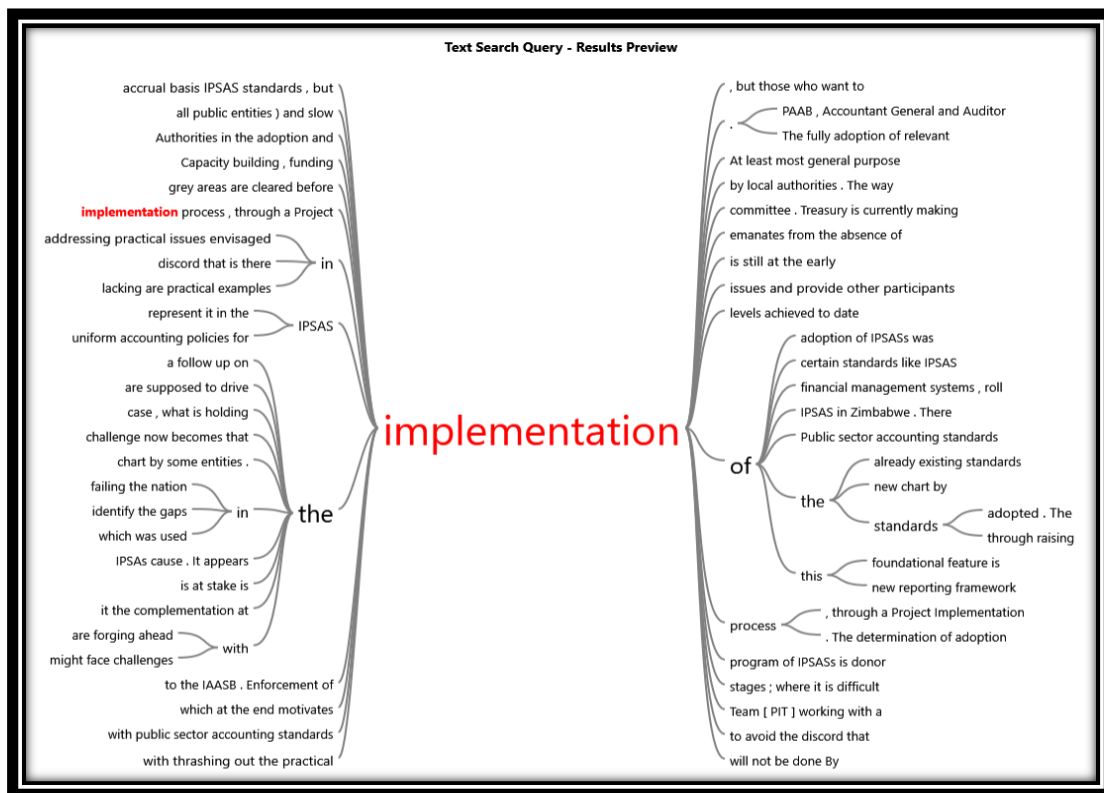 Text Search Query - Results Preview
accrual basis IPSAS standards , but
all public entities ) and slow
Authorities in the adoption and
Capacity building , funding
grey areas are cleared before
implementation process , through a Project
addressing practical issues envisaged
discord that is there
lacking are practical examples
in
represent it in the
uniform accounting policies for
IPSAS
a follow up on
are supposed to drive
case , what is holding
challenge now becomes that
chart by some entities .
failing the nation
identify the gaps
which was used
in
IPSAs cause . It appears
is at stake is
it the complementation at
are forging ahead
might face challenges
with
the
to the IAASB . Enforcement of
which at the end motivates
with public sector accounting standards
with thrashing out the practical
implementation
, but those who want to
.
PAAB , Accountant General and Auditor
The fully adoption of relevant
At least most general purpose
by local authorities . The way
committee . Treasury is currently making
emanates from the absence of
is still at the early
issues and provide other participants
levels achieved to date
of
adoption of IPSASs was
certain standards like IPSAS
financial management systems , roll
IPSAS in Zimbabwe . There
Public sector accounting standards
the
already existing standards
new chart by
standards
adopted . The
through raising
this
foundational feature is
new reporting framework
process
, through a Project Implementation
. The determination of adoption
program of IPSASs is donor
stages ; where it is difficult
Team [ PIT ] working with a
to avoid the discord that
will not be done By